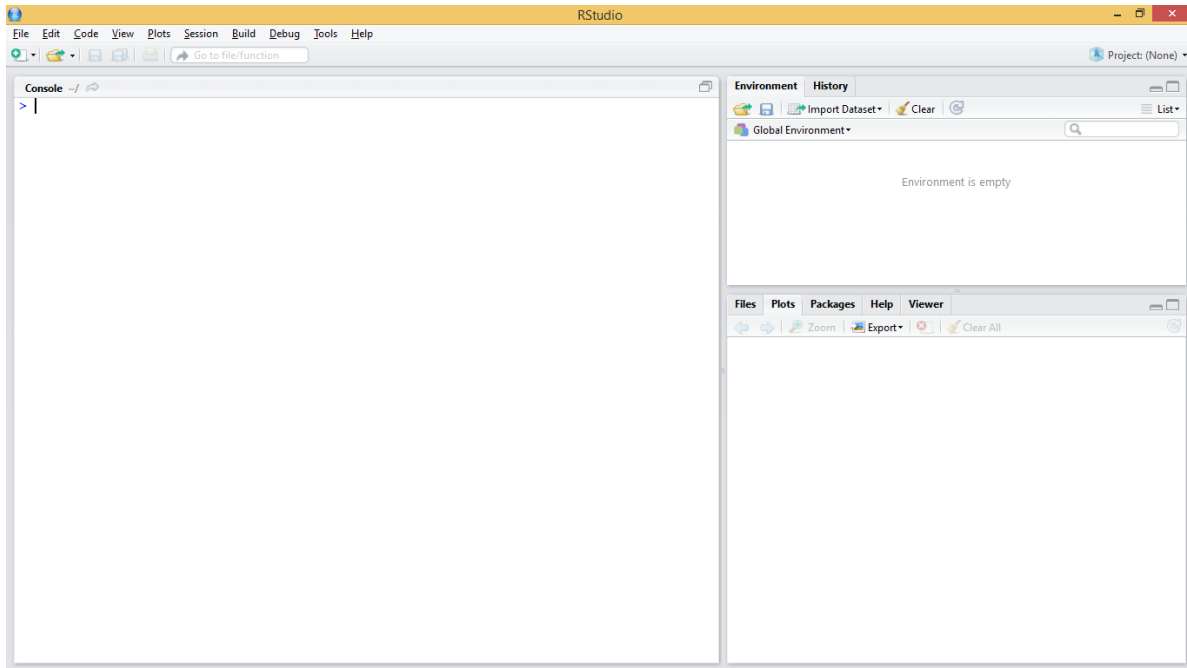 RStudio
File Edit Code View Plots Session Build Debug Tools Help
Go to file/function
Project: (None)
Console ~/
>
Environment History
Import Dataset Clear
List
Global Environment
Environment is empty
Files Plots Packages Help Viewer
Zoom Export Clear All